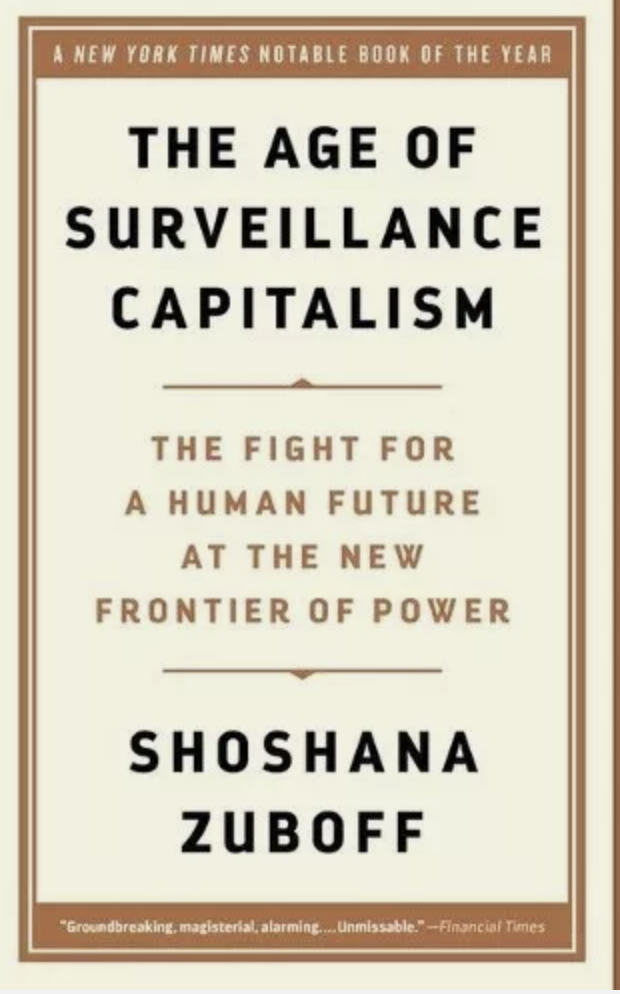 A NEW YORK TIMES NOTABLE BOOK OF THE YEAR
THE AGE OF
SURVEILLANCE
CAPITALISM
THE FIGHT FOR
A HUMAN FUTURE
AT THE NEW
FRONTIER OF POWER
SHOSHANA
ZUBOFF
"Groundbreaking, magisterial, alarming....Unmissable." —Financial Times